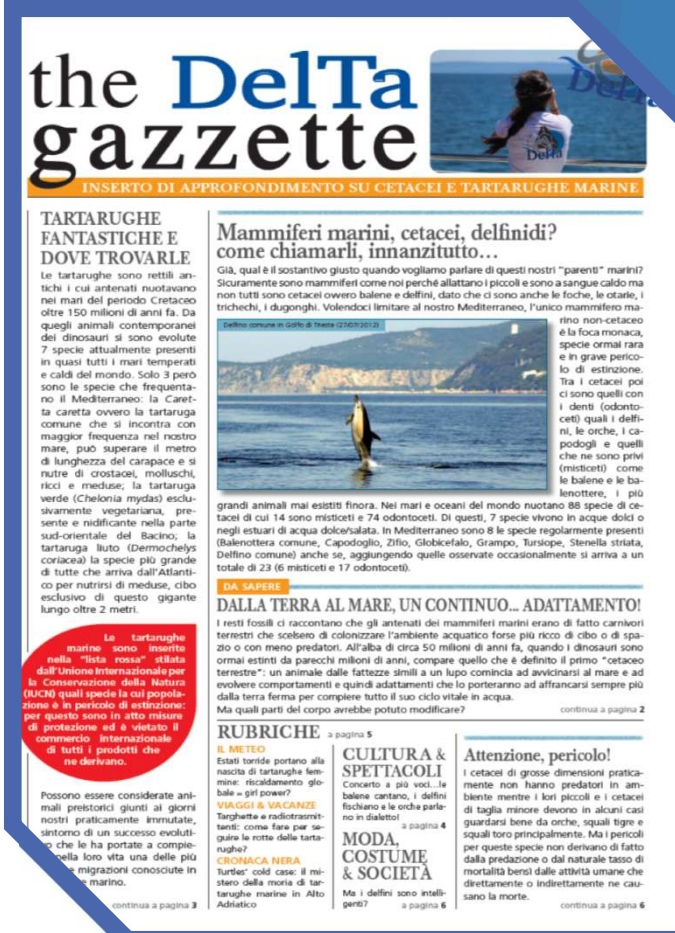 the DelTa
gazzette
DelTa
DelTa
INSERTO DI APPROFONDIMENTO SU CETACEI E TARTARUGHE MARINE
TARTARUGHE
FANTASTICHE E
DOVE TROVARLE
Le tartarughe sono rettili an-
tichi i cui antenati nuotavano
nei mari del periodo Cretaceo
oltre 150 milioni di anni fa. Da
quegli animali contemporanei
dei dinosauri si sono evolute
7 specie attualmente presenti
in quasi tutti i mari temperati
e caldi del mondo. Solo 3 però
sono le specie che frequenta-
no il Mediterraneo: la Caret-
ta caretta ovvero la tartaruga
comune che si incontra con
maggior frequenza nel nostro
mare, può superare il metro
di lunghezza del carapace e si
nutre di crostacei, molluschi,
ricci e meduse; la tartaruga
verde (Chelonia mydas) esclu-
sivamente vegetariana, pre-
sente e nidificante nella parte
sud-orientale del Bacino; la
tartaruga liuto (Dermochelys
coriacea) la specie più grande
di tutte che arriva dall'Atlanti-
co per nutrirsi di meduse, cibo
esclusivo di questo gigante
lungo oltre 2 metri.
Le tartarughe
marine sono inserite
nella "lista rossa" stilata
dall'Unione Internazionale per
la Conservazione della Natura
(IUCN) quali specie la cui popola-
zione è in pericolo di estinzione:
per questo sono in atto misure
di protezione ed è vietato il
commercio internazionale
di tutti i prodotti che
ne derivano.
Possono essere considerate ani-
mali preistorici giunti ai giorni
nostri praticamente immutate,
sintomo di un successo evoluti-
vo che le ha portate a compie-
nella loro vita una delle più
migrazioni conosciute in
marino.
continua a pagina 3
Mammiferi marini, cetacei, delfinidi?
come chiamarli, innanzitutto…
Già, qual è il sostantivo giusto quando vogliamo parlare di questi nostri "parenti" marini?
Sicuramente sono mammiferi come noi perché allattano i piccoli e sono a sangue caldo ma
non tutti sono cetacei ovvero balene e delfini, dato che ci sono anche le foche, le otarie, i
trichechi, i dugonghi. Volendoci limitare al nostro Mediterraneo, l'unico mammifero ma-
rino non-cetaceo
è la foca monaca,
specie ormai rara
e in grave perico-
lo di estinzione.
Tra i cetacei poi
ci sono quelli con
i denti (odonto-
ceti) quali i delfi-
ni, le orche, i ca-
podogli e quelli
che ne sono privi
(misticeti) come
le balene e le ba-
lenottere, i più
Delfino comune in Golfo di Trieste (27/07/2012)
grandi animali mai esistiti finora. Nei mari e oceani del mondo nuotano 88 specie di ce-
tacei di cui 14 sono misticeti e 74 odontoceti. Di questi, 7 specie vivono in acque dolci o
negli estuari di acqua dolce/salata. In Mediterraneo sono 8 le specie regolarmente presenti
(Balenottera comune, Capodoglio, Zifio, Globicefalo, Grampo, Tursiope, Stenella striata,
Delfino comune) anche se, aggiungendo quelle osservate occasionalmente si arriva a un
totale di 23 (6 misticeti e 17 odontoceti).
DA SAPERE
DALLA TERRA AL MARE, UN CONTINUO... ADATTAMENTO!
I resti fossili ci raccontano che gli antenati dei mammiferi marini erano di fatto carnivori
terrestri che scelsero di colonizzare l'ambiente acquatico forse più ricco di cibo o di spa-
zio o con meno predatori. All'alba di circa 50 milioni di anni fa, quando i dinosauri sono
ormai estinti da parecchi milioni di anni, compare quello che è definito il primo "cetaceo
terrestre": un animale dalle fattezze simili a un lupo comincia ad avvicinarsi al mare e ad
evolvere comportamenti e quindi adattamenti che lo porteranno ad affrancarsi sempre più
dalla terra ferma per compiere tutto il suo ciclo vitale in acqua.
Ma quali parti del corpo avrebbe potuto modificare?
continua a pagina 2
RUBRICHE a pagina 5
IL METEO
Estati torride portano alla
nascita di tartarughe fem-
mine: riscaldamento glo-
bale = girl power?
VIAGGI & VACANZE
Targhette e radiotrasmit-
tenti: come fare per se-
guire le rotte delle tarta-
rughe?
CRONACA NERA
Turtles' cold case: il mi-
stero della moria di tar-
tarughe marine in Alto
Adriatico
CULTURA &
SPETTACOLI
Concerto a più voci...le
balene cantano, i delfini
fischiano e le orche parla-
no in dialetto!
a pagina 4
MODA,
COSTUME
& SOCIETÀ
Ma i delfini sono intelli-
genti?
a pagina 6
Attenzione, pericolo!
I cetacei di grosse dimensioni pratica-
mente non hanno predatori in am-
biente mentre i lori piccoli e i cetacei
di taglia minore devono in alcuni casi
guardarsi bene da orche, squali tigre e
squali toro principalmente. Ma i pericoli
per queste specie non derivano di fatto
dalla predazione o dal naturale tasso di
mortalità bensì dalle attività umane che
direttamente o indirettamente ne cau-
sano la morte.
continua a pagina 6